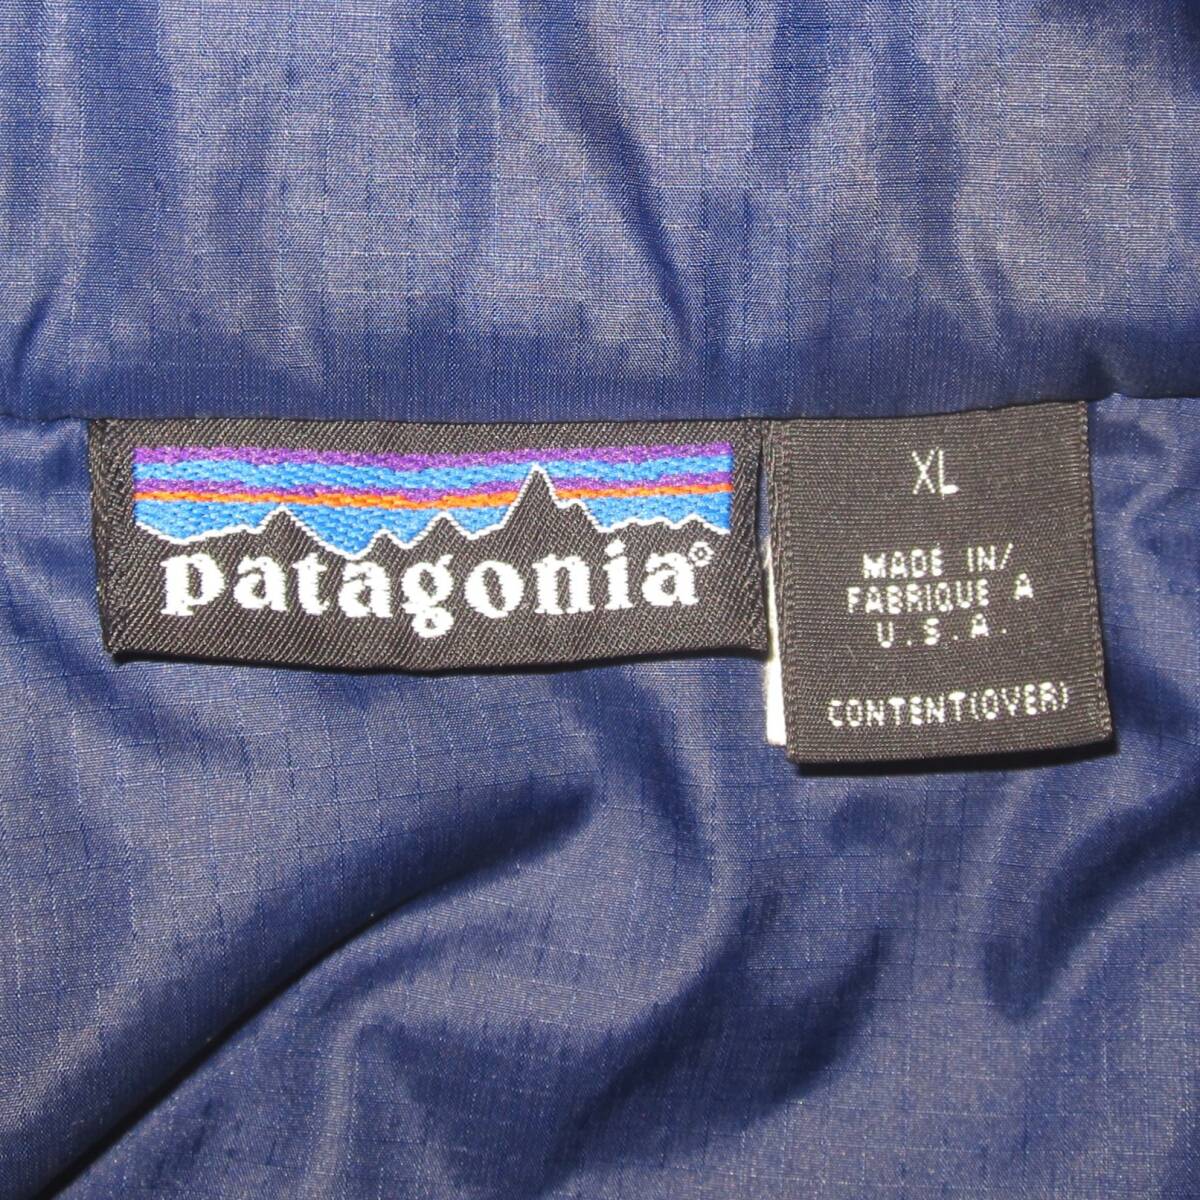 patagonia®
XL
MADE IN/
FABRIQUE A
U.S.A.
CONTENT(OVER)